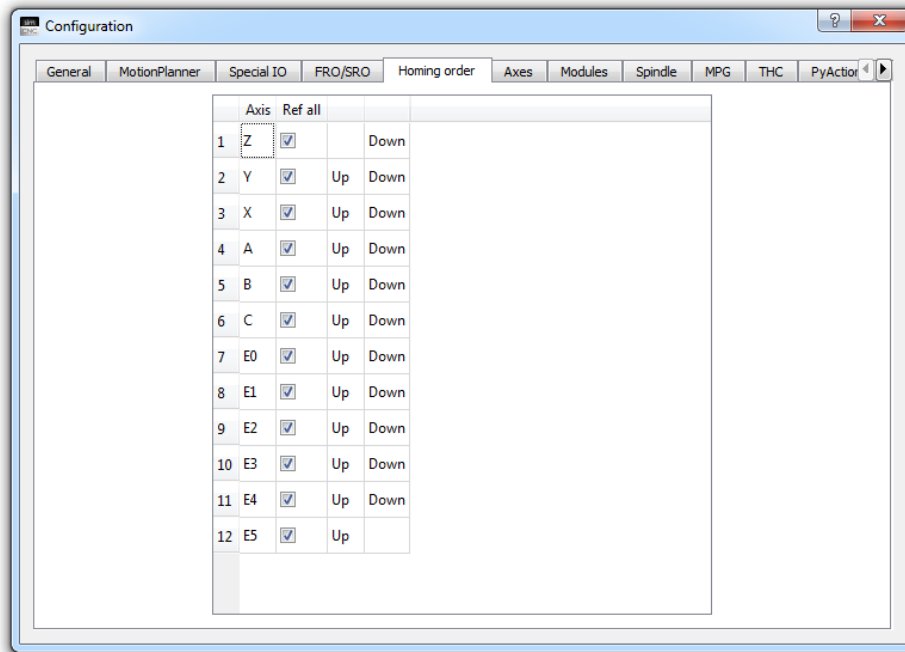 Configuration
General MotionPlanner Special IO FRO/SRO Homing order Axes Modules Spindle MPG THC PyAction
Axis Ref all
1 Z Down
2 Y Up Down
3 X Up Down
4 A Up Down
5 B Up Down
6 C Up Down
7 E0 Up Down
8 E1 Up Down
9 E2 Up Down
10 E3 Up Down
11 E4 Up Down
12 E5 Up